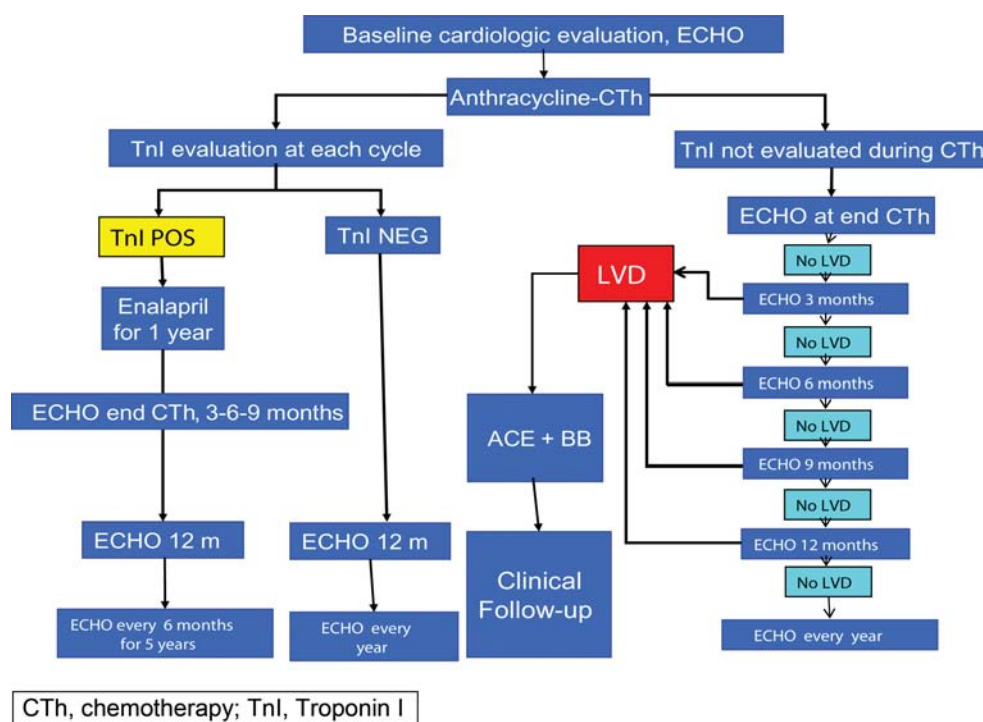 Baseline cardiologic evaluation, ECHO
Anthracycline-CTh
TnI evaluation at each cycle
TnI not evaluated during CTh
TnI POS
TnI NEG
Enalapril
for 1 year
ECHO end CTh, 3-6-9 months
ECHO 12 m
ECHO 12 m
ECHO every 6 months
for 5 years
ECHO every
year
LVD
ACE + BB
Clinical
Follow-up
ECHO at end CTh
No LVD
ECHO 3 months
No LVD
ECHO 6 months
No LVD
ECHO 9 months
No LVD
ECHO 12 months
No LVD
ECHO every year
CTh, chemotherapy; TnI, Troponin I